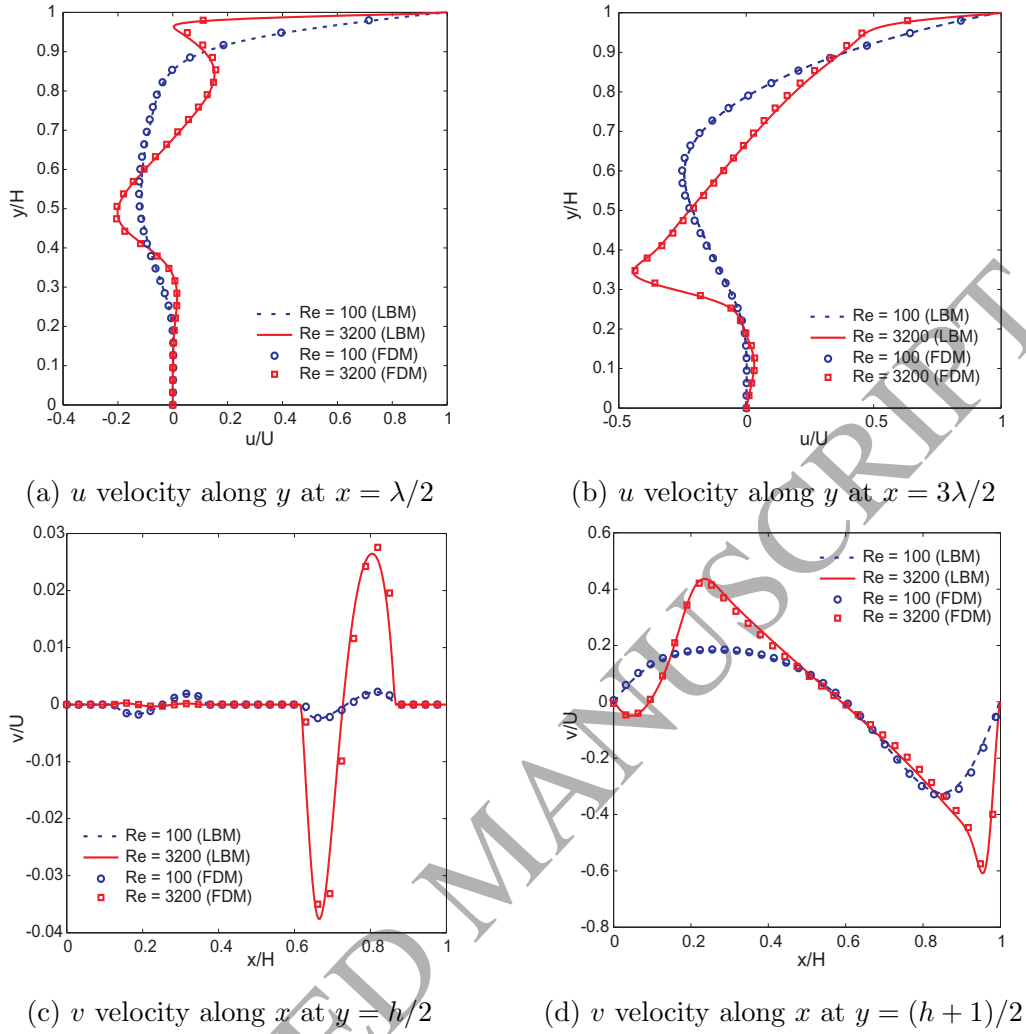 1
0.9
0.8
0.7
0.6
0.5
0.4
0.3
0.2
0.1
0
y/H
-0.4
-0.2
0
0.2
0.4
0.6
0.8
1
u/U
Re = 100 (LBM)
Re = 3200 (LBM)
Re = 100 (FDM)
Re = 3200 (FDM)
(a) u velocity along y at x = λ/2
1
0.9
0.8
0.7
0.6
0.5
0.4
0.3
0.2
0.1
0
y/H
-0.5
0
0.5
1
u/U
Re = 100 (LBM)
Re = 3200 (LBM)
Re = 100 (FDM)
Re = 3200 (FDM)
(b) u velocity along y at x = 3λ/2
0.03
0.02
0.01
0
-0.01
-0.02
-0.03
-0.04
v/U
0
0.2
0.4
0.6
0.8
1
x/H
Re = 100 (LBM)
Re = 3200 (LBM)
Re = 100 (FDM)
Re = 3200 (FDM)
(c) v velocity along x at y = h/2
0.6
0.4
0.2
0
-0.2
-0.4
-0.6
-0.8
v/U
0
0.2
0.4
0.6
0.8
1
x/H
Re = 100 (LBM)
Re = 3200 (LBM)
Re = 100 (FDM)
Re = 3200 (FDM)
(d) v velocity along x at y = (h + 1)/2
ED MANUSCRIPT